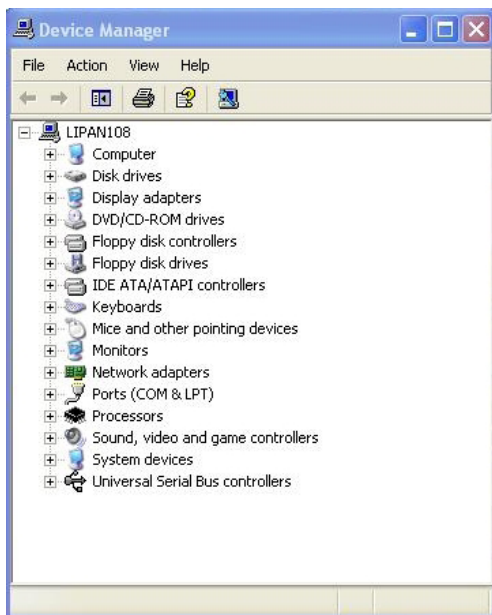 Device Manager
File Action View Help
LIPAN108
Computer
Disk drives
Display adapters
DVD/CD-ROM drives
Floppy disk controllers
Floppy disk drives
IDE ATA/ATAPI controllers
Keyboards
Mice and other pointing devices
Monitors
Network adapters
Ports (COM & LPT)
Processors
Sound, video and game controllers
System devices
Universal Serial Bus controllers